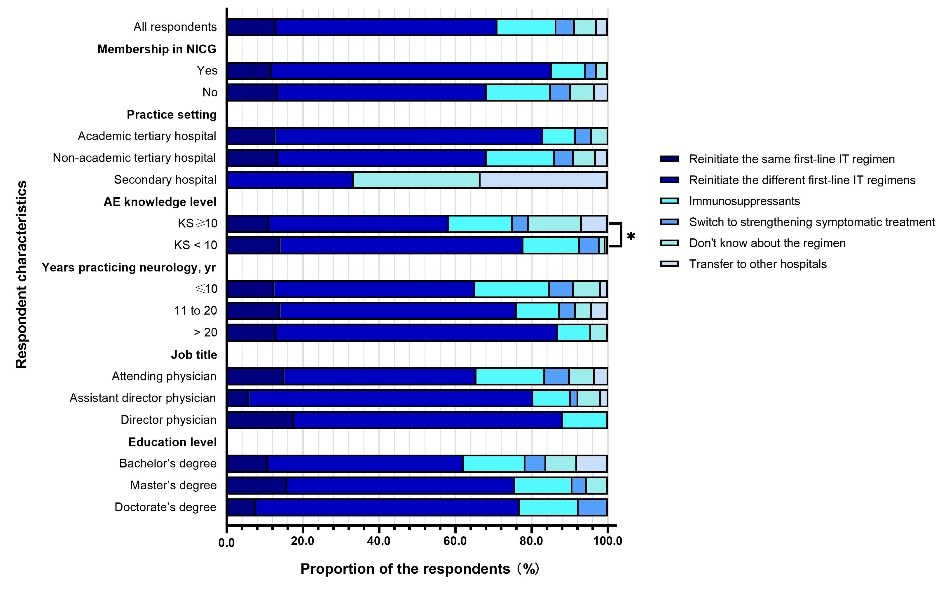 All respondents
Membership in NICG
Yes
No
Practice setting
Academic tertiary hospital
Non-academic tertiary hospital
Secondary hospital
AE knowledge level
KS≥10
KS < 10
Years practicing neurology, yr
≤10
11 to 20
> 20
Job title
Attending physician
Assistant director physician
Director physician
Education level
Bachelor's degree
Master's degree
Doctorate's degree
Respondent characteristics
0.0 20.0 40.0 60.0 80.0 100.0
Proportion of the respondents (%)
*
Reinitiate the same first-line IT regimen
Reinitiate the different first-line IT regimens
Immunosuppressants
Switch to strengthening symptomatic treatment
Don't know about the regimen
Transfer to other hospitals